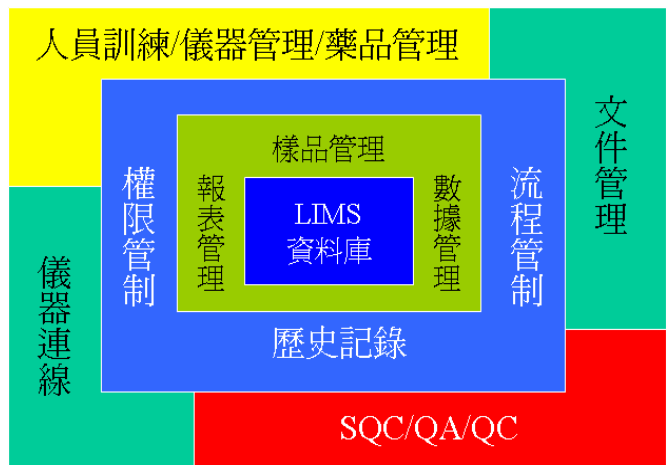 人員訓練/儀器管理/藥品管理
文件管理
權限管制
樣品管理
報表管理
LIMS
資料庫
數據管理
流程管制
儀器連線
歷史記錄
SQC/QA/QC